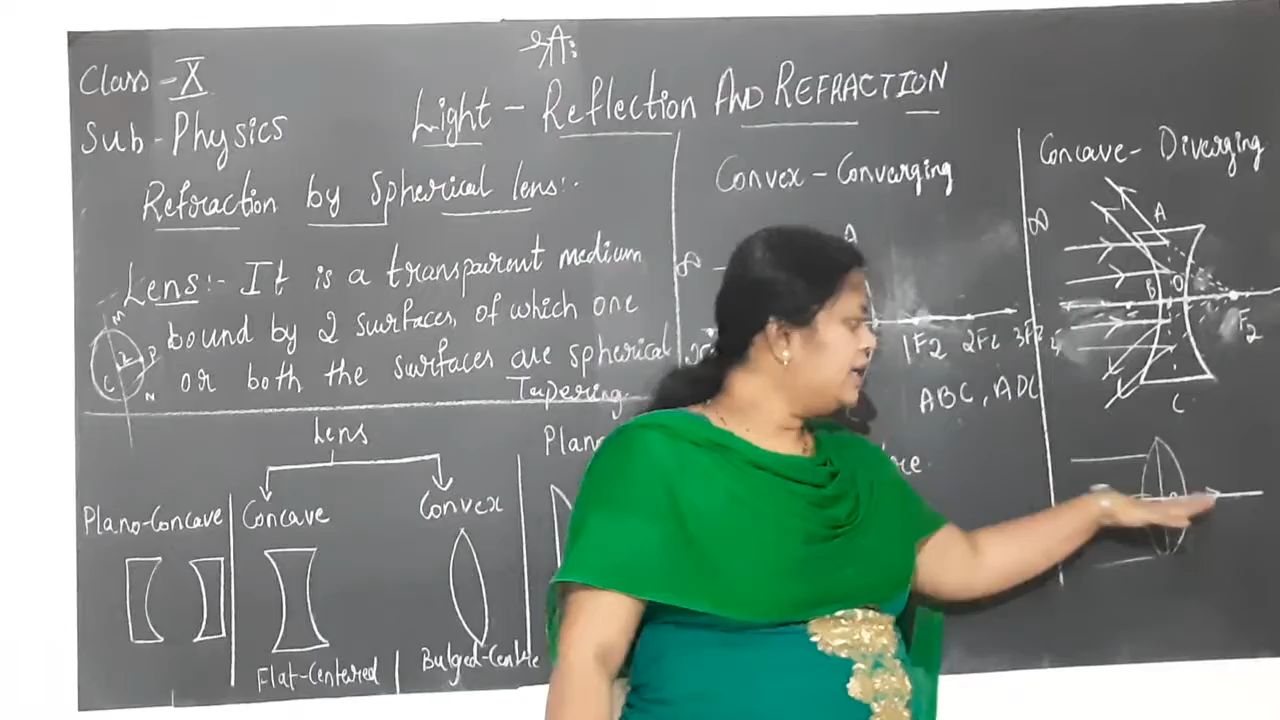 Class - X
Sub - Physics
Light - Reflection AND REFRACTION
Refraction by Spherical lens:-
Lens:- It is a transparent medium
bound by 2 surfaces, of which one
or both the surfaces are spherical
Tapering
M
P
C
N
Lens
Plano-Concave
Concave
Convex
Flat-Centered
Bulged-Centre
Convex - Converging
A
∞
1F2 2F2 3F2
ABC, ADC
Concave - Diverging
∞
A
B
D
F2
C